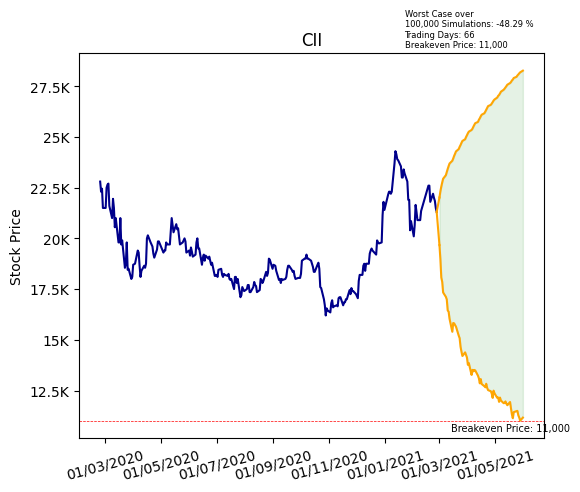 Worst Case over
100,000 Simulations: -48.29 %
Trading Days: 66
Breakeven Price: 11,000
CII
Stock Price
27.5K
25K
22.5K
20K
17.5K
15K
12.5K
Breakeven Price: 11,000
01/03/2020
01/05/2020
01/07/2020
01/09/2020
01/11/2020
01/01/2021
01/03/2021
01/05/2021